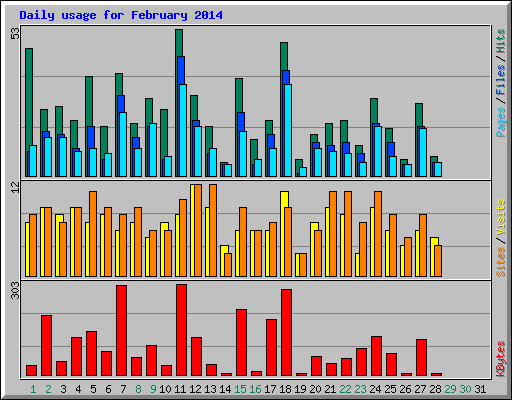 Daily usage for February 2014
53
Pages / Files / Hits
12
Sites / Visits
303
KBytes
1 2 3 4 5 6 7 8 9 10 11 12 13 14 15 16 17 18 19 20 21 22 23 24 25 26 27 28 29 30 31